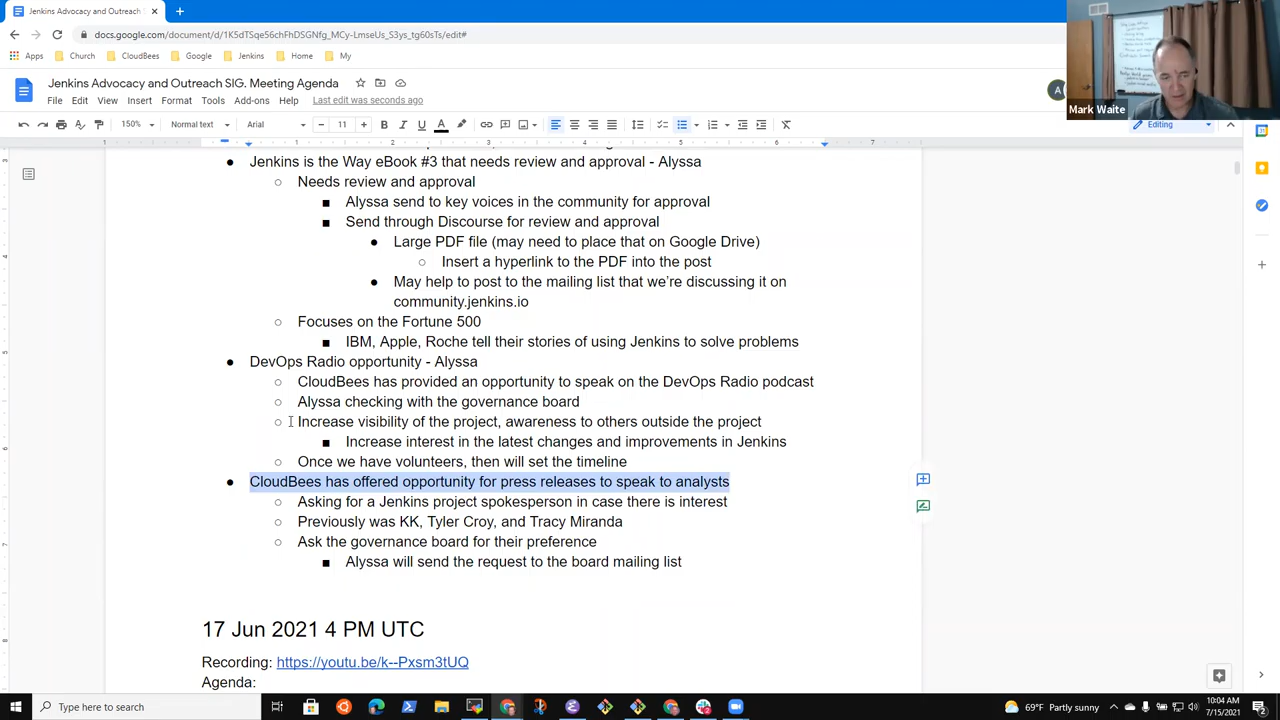 Jenkins Advocacy and Outreach S
docs.google.com/document/d/1K5dTSqe56chFhDSGNfg_MCy-LmseUs_S3ys_tg6Srf8/edit#
Apps Church CloudBees Google Jenkins Home My
Jenkins Advocacy and Outreach SIG. Meeting Agenda
File Edit View Insert Format Tools Add-ons Help Last edit was seconds ago
A
Mark Waite
150% Normal text Arial 11 Editing
1 1 2 3 4 5 6 7
Jenkins is the Way eBook #3 that needs review and approval - Alyssa
Needs review and approval
Alyssa send to key voices in the community for approval
Send through Discourse for review and approval
Large PDF file (may need to place that on Google Drive)
Insert a hyperlink to the PDF into the post
May help to post to the mailing list that we're discussing it on
community.jenkins.io
Focuses on the Fortune 500
IBM, Apple, Roche tell their stories of using Jenkins to solve problems
DevOps Radio opportunity - Alyssa
CloudBees has provided an opportunity to speak on the DevOps Radio podcast
Alyssa checking with the governance board
Increase visibility of the project, awareness to others outside the project
Increase interest in the latest changes and improvements in Jenkins
Once we have volunteers, then will set the timeline
CloudBees has offered opportunity for press releases to speak to analysts
Asking for a Jenkins project spokesperson in case there is interest
Previously was KK, Tyler Croy, and Tracy Miranda
Ask the governance board for their preference
Alyssa will send the request to the board mailing list
17 Jun 2021 4 PM UTC
Recording: https://youtu.be/k--Pxsm3tUQ
Agenda:
Type here to search
69°F Partly sunny
10:04 AM
7/15/2021